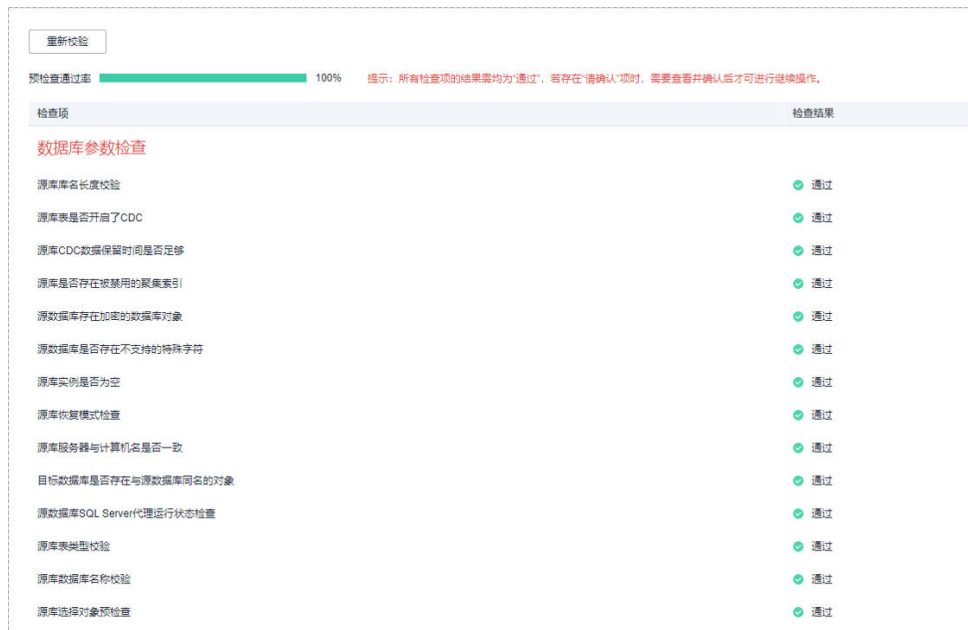 重新校验
预检查通过率 100% 提示：所有检查项的结果需均为“通过”，若存在“请确认”项时，需要查看并确认后才可进行继续操作。
检查项 检查结果
数据库参数检查
源库库名长度校验 通过
源库表是否开启了CDC 通过
源库CDC数据保留时间是否足够 通过
源库是否存在被禁用的聚集索引 通过
源数据库存在加密的数据库对象 通过
源数据库是否存在不支持的特殊字符 通过
源库实例是否为空 通过
源库恢复模式检查 通过
源库服务器与计算机名是否一致 通过
目标数据库是否存在与源数据库同名的对象 通过
源数据库SQL Server代理运行状态检查 通过
源库表类型校验 通过
源库数据库名称校验 通过
源库选择对象预检查 通过